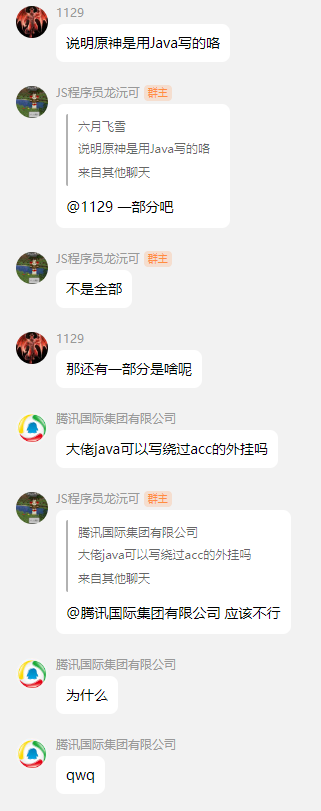 1129
说明原神是用Java写的咯
JS程序员龙沅可 群主
六月飞雪
说明原神是用Java写的咯
来自其他聊天
@1129 一部分吧
JS程序员龙沅可 群主
不是全部
1129
那还有一部分是啥呢
腾讯国际集团有限公司
大佬java可以写绕过acc的外挂吗
JS程序员龙沅可 群主
腾讯国际集团有限公司
大佬java可以写绕过acc的外挂吗
来自其他聊天
@腾讯国际集团有限公司 应该不行
腾讯国际集团有限公司
为什么
腾讯国际集团有限公司
qwq